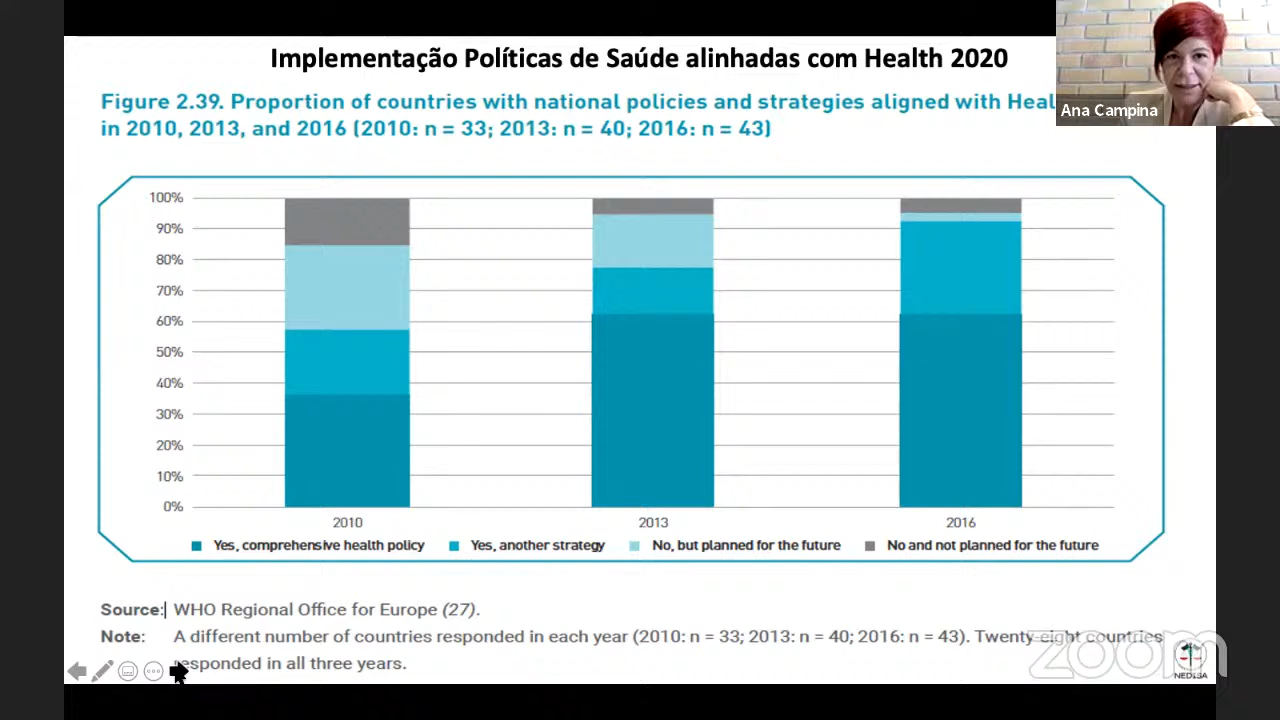 Implementação Políticas de Saúde alinhadas com Health 2020
Figure 2.39. Proportion of countries with national policies and strategies aligned with
in 2010, 2013, and 2016 (2010: n = 33; 2013: n = 40; 2016: n = 43)
Ana Campina
100%
90%
80%
70%
60%
50%
40%
30%
20%
10%
0%
2010 2013 2016
Yes, comprehensive health policy Yes, another strategy No, but planned for the future No and not planned for the future
Source: WHO Regional Office for Europe (27).
Note: A different number of countries responded in each year (2010: n = 33; 2013: n = 40; 2016: n = 43). Twenty-eight countries
responded in all three years.
zoom
NEDISA